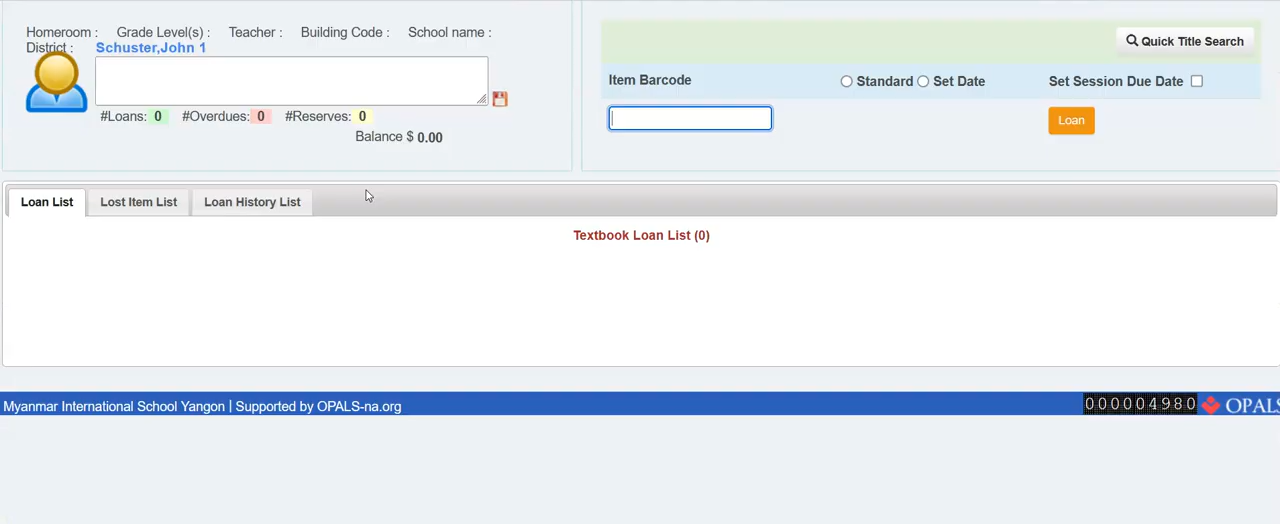 Homeroom : Grade Level(s) : Teacher : Building Code : School name :
District : Schuster,John 1
#Loans: 0 #Overdues: 0 #Reserves: 0
Balance $ 0.00
Quick Title Search
Item Barcode Standard Set Date Set Session Due Date
Loan
Loan List Lost Item List Loan History List
Textbook Loan List (0)
Myanmar International School Yangon | Supported by OPALS-na.org 000004980 OPALS